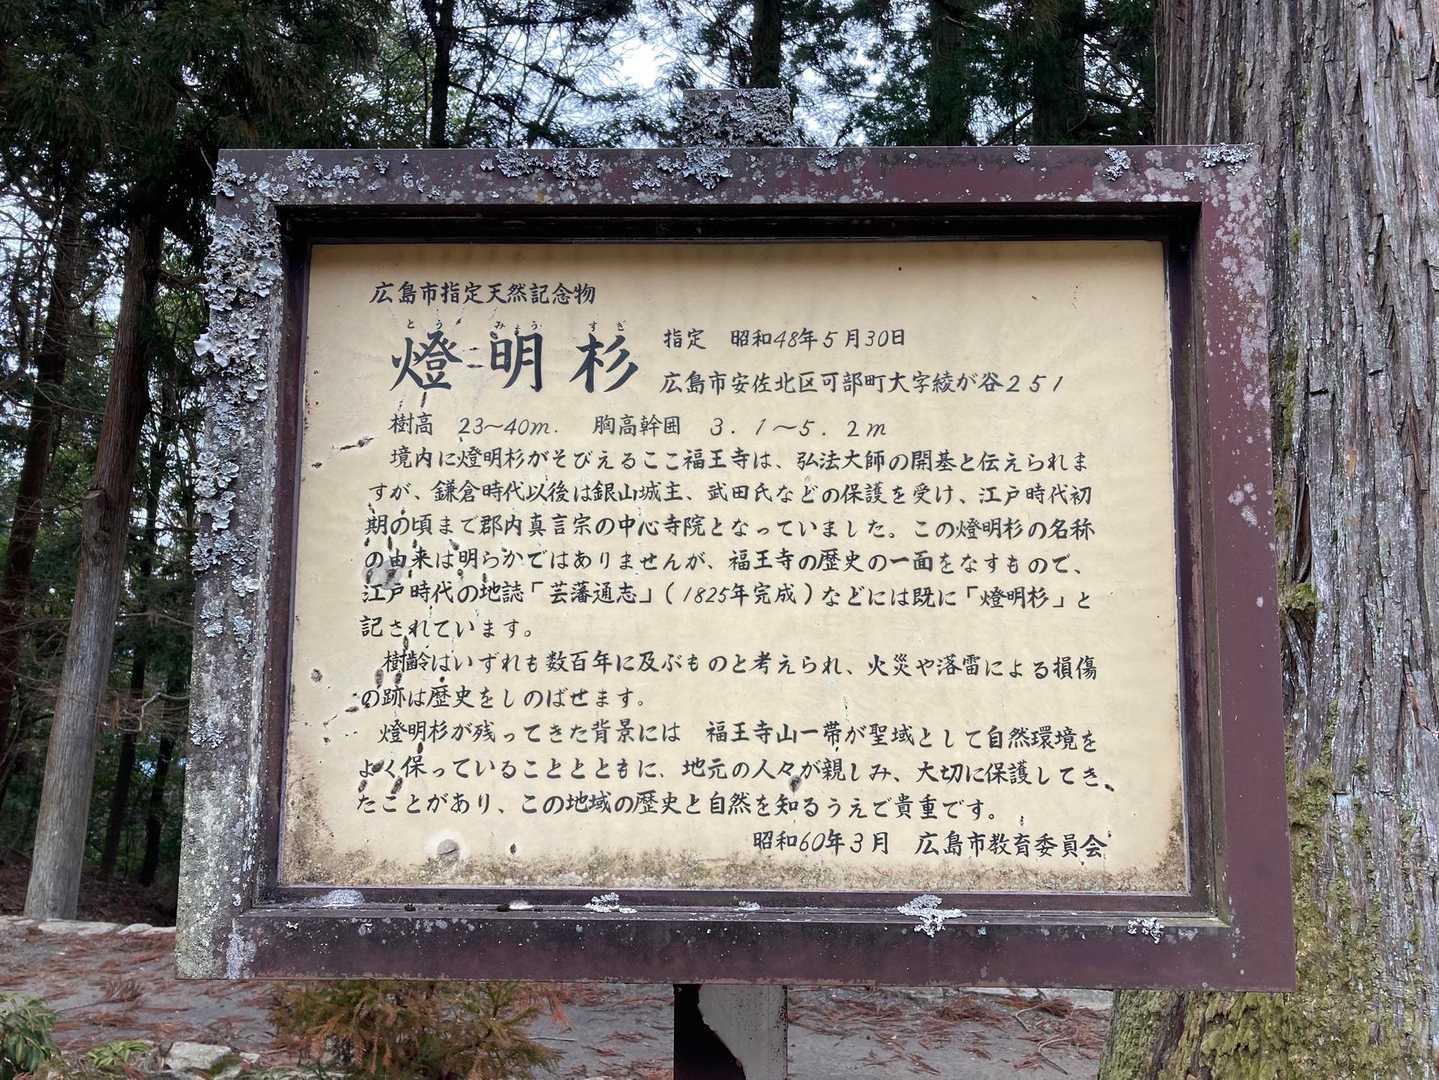 広島市指定天然記念物
とう みょう すぎ
燈明杉
指定 昭和48年5月30日
広島市安佐北区可部町大字綾が谷251
樹高 23〜40m. 胸高幹囲 3.1〜5.2m
境内に燈明杉がそびえるここ福王寺は、弘法大師の開基と伝えられま
すが、鎌倉時代以後は銀山城主、武田氏などの保護を受け、江戸時代初
期の頃まで郡内真言宗の中心寺院となっていました。この燈明杉の名称
の由来は明らかではありませんが、福王寺の歴史の一面をなすもので、
江戸時代の地誌「芸藩通志」(1825年完成)などには既に「燈明杉」と
記されています。
樹齢はいずれも数百年に及ぶものと考えられ、火災や落雷による損傷
の跡は歴史をしのばせます。
燈明杉が残ってきた背景には 福王寺山一帯が聖域として自然環境を
よく保っていることとともに、地元の人々が親しみ、大切に保護してき
たことがあり、この地域の歴史と自然を知るうえで貴重です。
昭和60年3月 広島市教育委員会